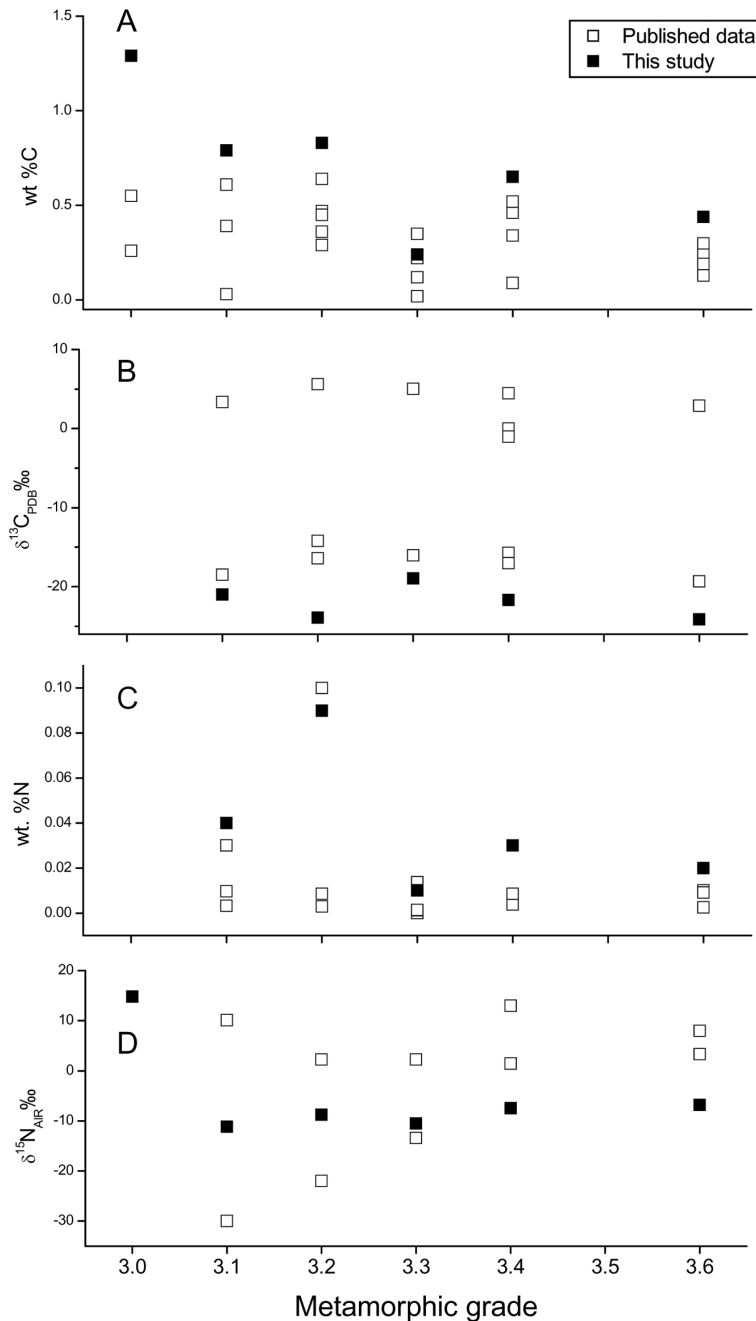 A
Published data
This study
1.5
1.0
0.5
0.0
wt %C
B
10
0
-10
-20
δ¹³C_PDB‰
C
0.10
0.08
0.06
0.04
0.02
0.00
wt. %N
D
20
10
0
-10
-20
-30
δ¹⁵N_AIR‰
3.0 3.1 3.2 3.3 3.4 3.5 3.6
Metamorphic grade